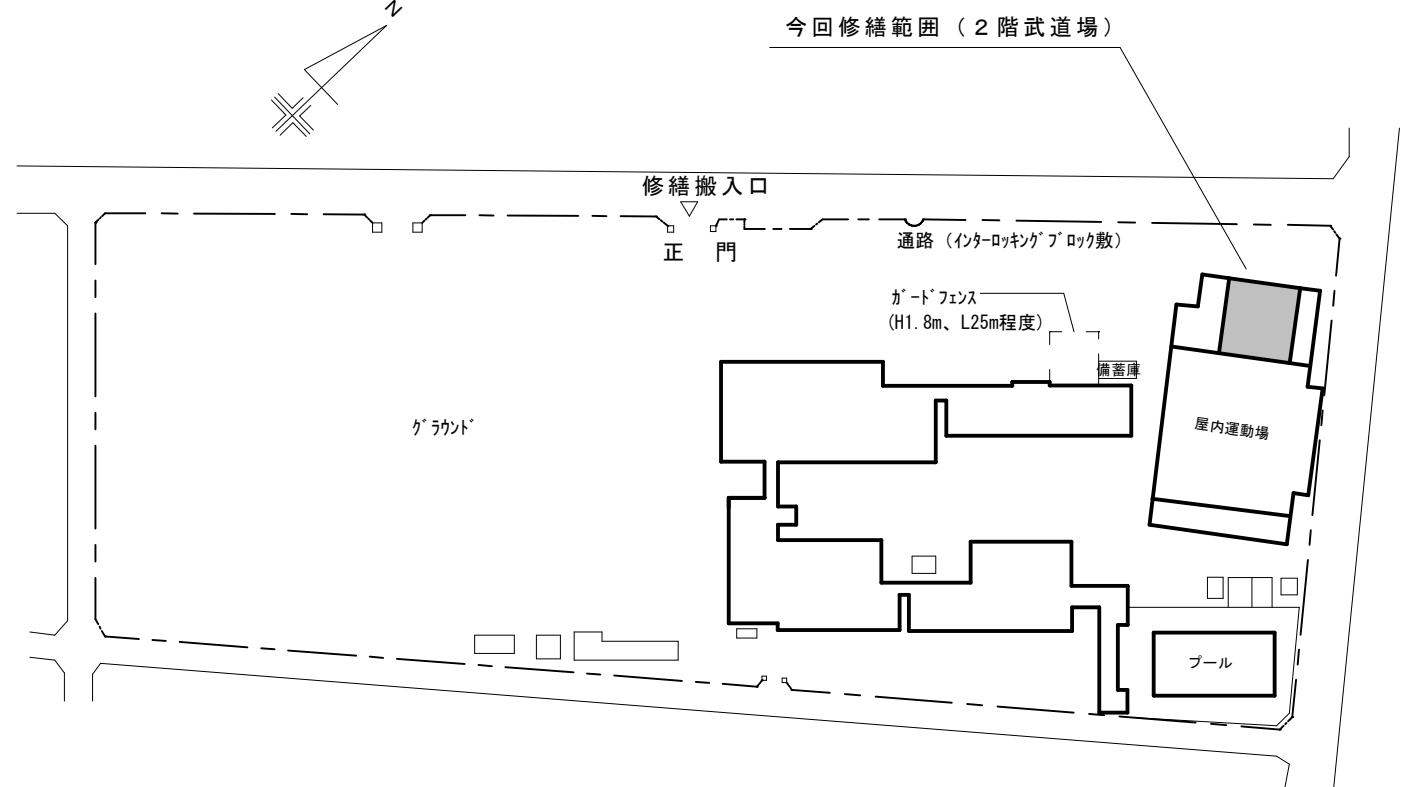 N
今回修繕範囲（２階武道場）
修繕搬入口
正　門
通路（ｲﾝﾀｰﾛｯｷﾝｸﾞﾌﾞﾛｯｸ敷）
ｶﾞｰﾄﾞﾌｪﾝｽ
(H1.8m、L25m程度)
備蓄庫
ｸﾞﾗｳﾝﾄﾞ
屋内運動場
プール